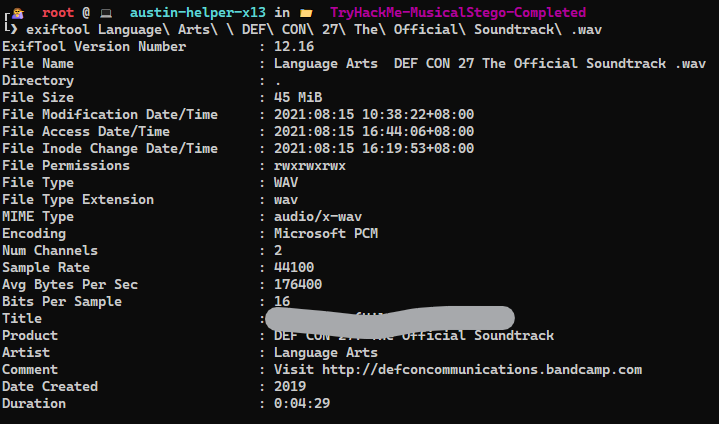 root @ austin-helper-x13 in TryHackMe-MusicalStego-Completed
❯ exiftool Language\ Arts\ \ DEF\ CON\ 27\ The\ Official\ Soundtrack\ .wav
ExifTool Version Number : 12.16
File Name : Language Arts  DEF CON 27 The Official Soundtrack .wav
Directory : .
File Size : 45 MiB
File Modification Date/Time : 2021:08:15 10:38:22+08:00
File Access Date/Time : 2021:08:15 16:44:06+08:00
File Inode Change Date/Time : 2021:08:15 16:19:53+08:00
File Permissions : rwxrwxrwx
File Type : WAV
File Type Extension : wav
MIME Type : audio/x-wav
Encoding : Microsoft PCM
Num Channels : 2
Sample Rate : 44100
Avg Bytes Per Sec : 176400
Bits Per Sample : 16
Title :
Product : DEF CON 27: The Official Soundtrack
Artist : Language Arts
Comment : Visit http://defconcommunications.bandcamp.com
Date Created : 2019
Duration : 0:04:29